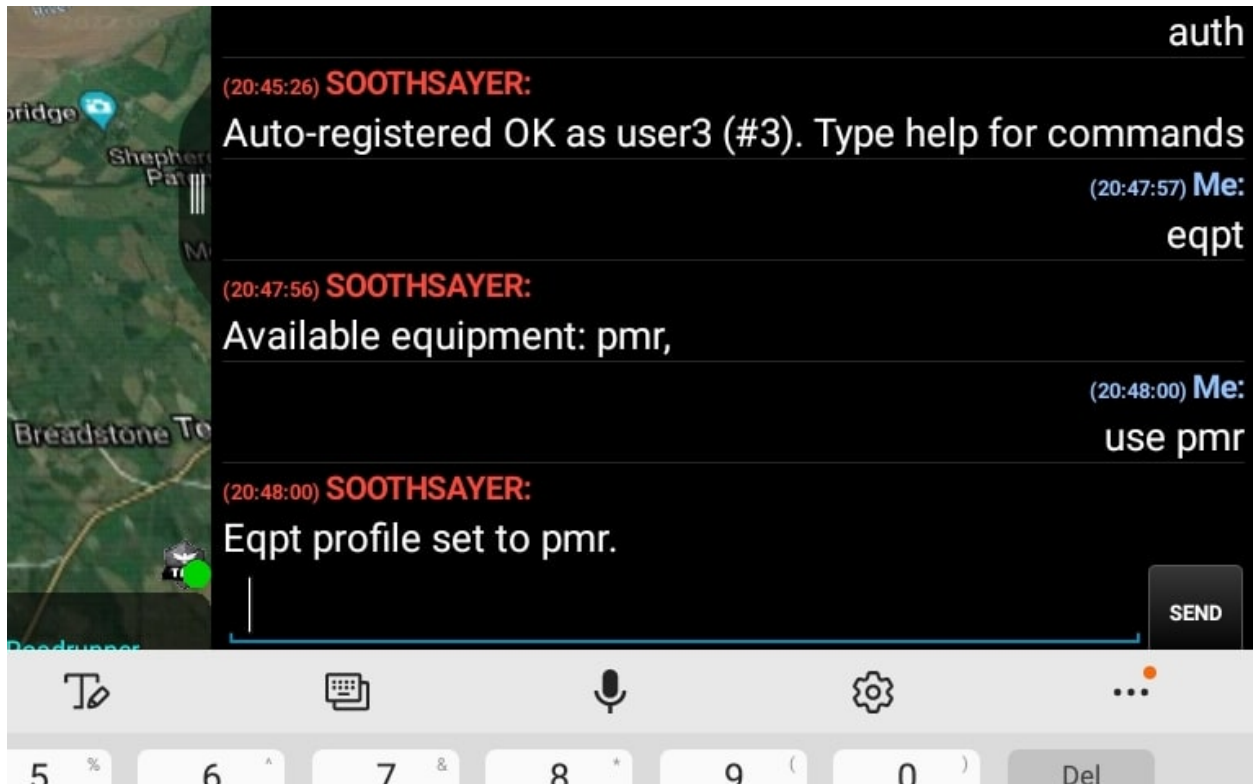 auth
(20:45:26) SOOTHSAYER:
Auto-registered OK as user3 (#3). Type help for commands
(20:47:57) Me:
eqpt
(20:47:56) SOOTHSAYER:
Available equipment: pmr,
(20:48:00) Me:
use pmr
(20:48:00) SOOTHSAYER:
Eqpt profile set to pmr.
SEND
Breadstone
5 % 6 ^ 7 & 8 * 9 ( 0 ) Del